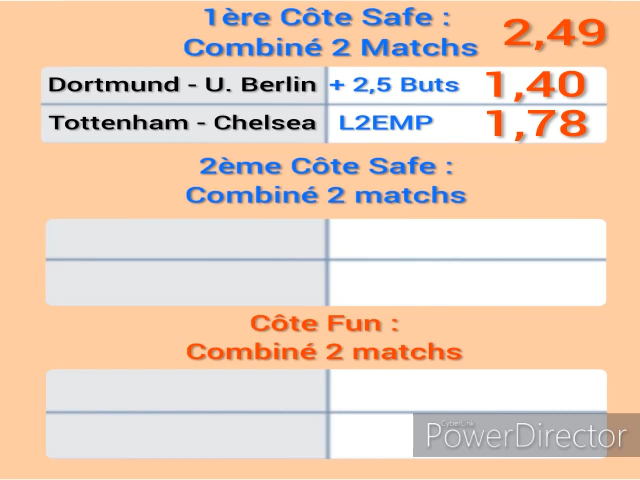 1ère Côte Safe :
Combiné 2 Matchs 2,49
Dortmund - U. Berlin + 2,5 Buts 1,40
Tottenham - Chelsea L2EMP 1,78
2ème Côte Safe :
Combiné 2 matchs
Côte Fun :
Combiné 2 matchs
CyberLink
PowerDirector